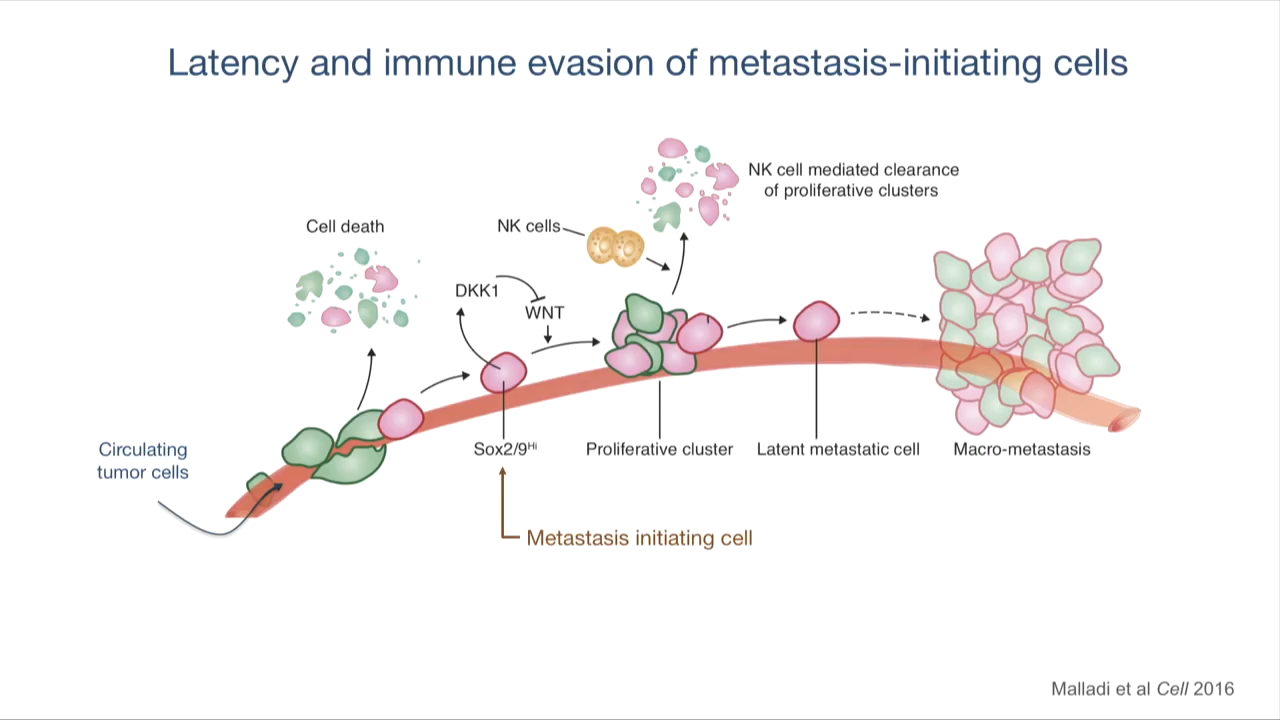 Latency and immune evasion of metastasis-initiating cells
NK cell mediated clearance
of proliferative clusters
Cell death
NK cells
DKK1
WNT
Circulating
tumor cells
Sox2/9Hi
Proliferative cluster
Latent metastatic cell
Macro-metastasis
Metastasis initiating cell
Malladi et al Cell 2016